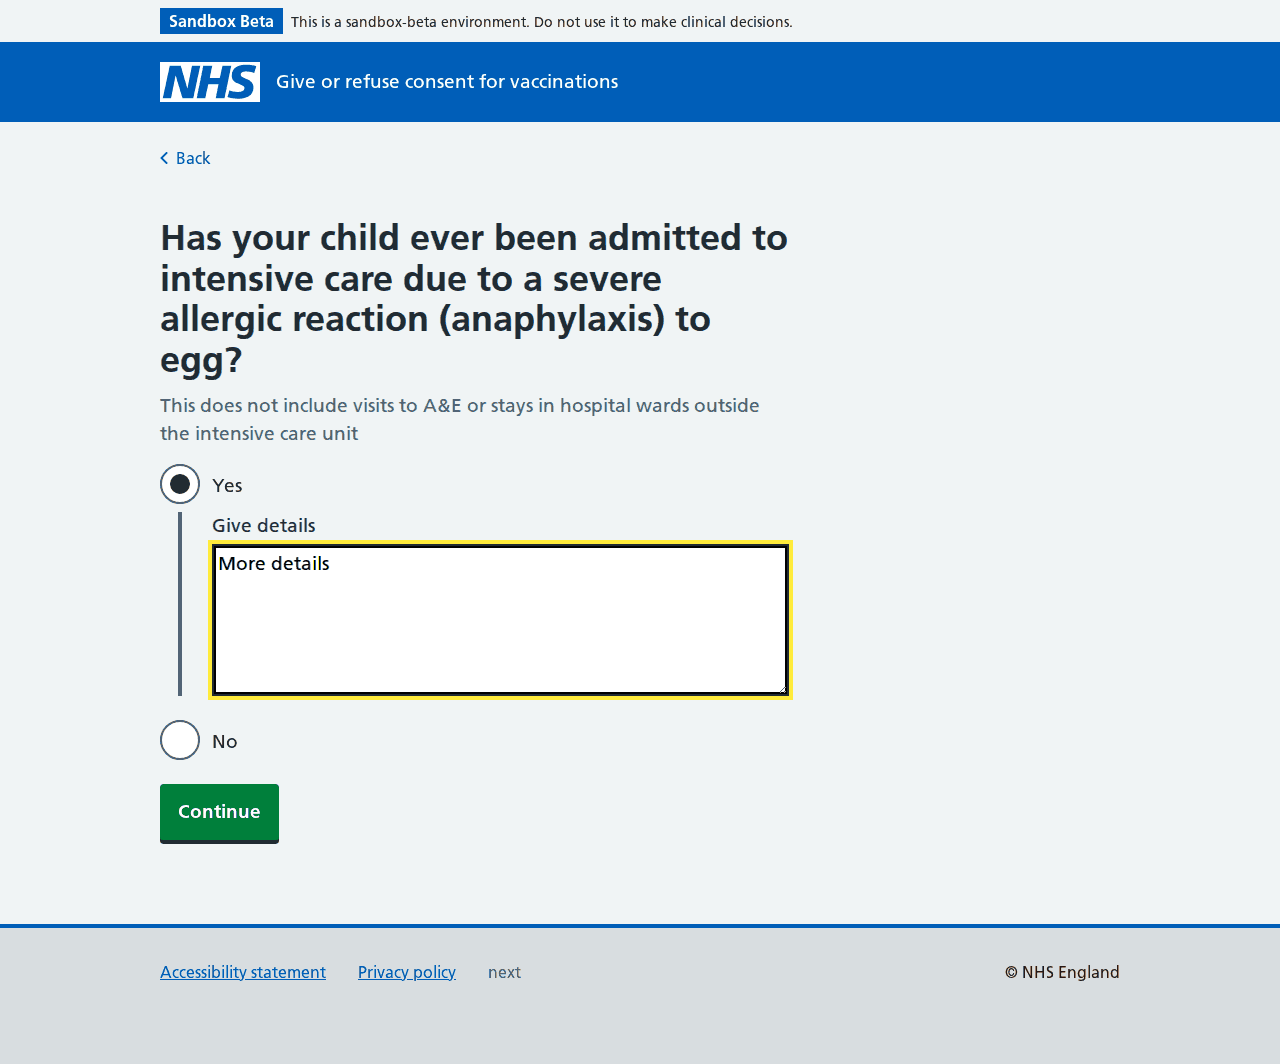 Sandbox Beta This is a sandbox-beta environment. Do not use it to make clinical decisions.
NHS Give or refuse consent for vaccinations
Back
Has your child ever been admitted to
intensive care due to a severe
allergic reaction (anaphylaxis) to
egg?
This does not include visits to A&E or stays in hospital wards outside
the intensive care unit
Yes
Give details
More details
No
Continue
Accessibility statement Privacy policy next © NHS England